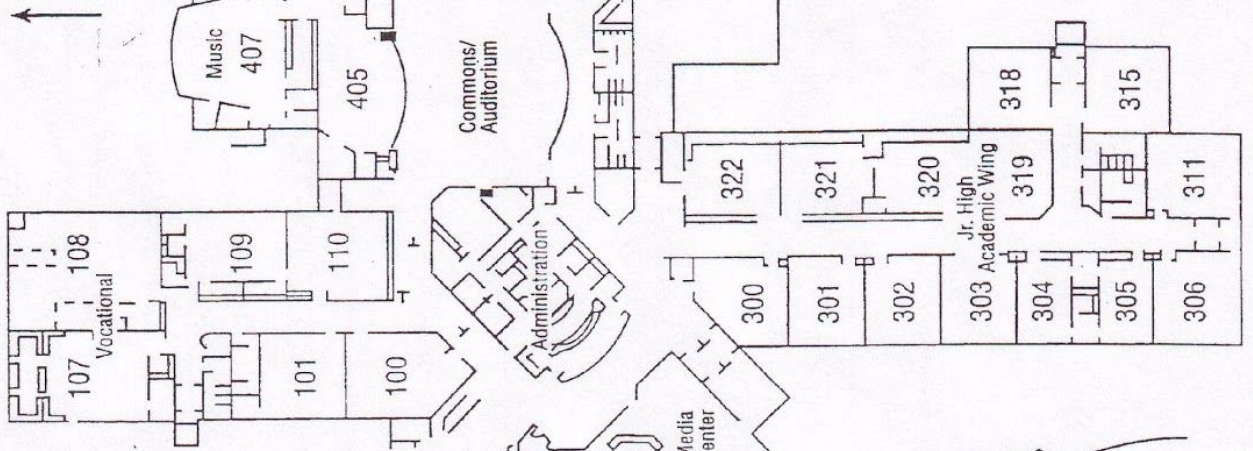 Music
407
405
Commons/
Auditorium
108
109
110
Vocational
107
101
100
Administration
Media
enter
318
315
322
321
320
319
311
Jr. High
Academic Wing
300
301
302
303
304
305
306